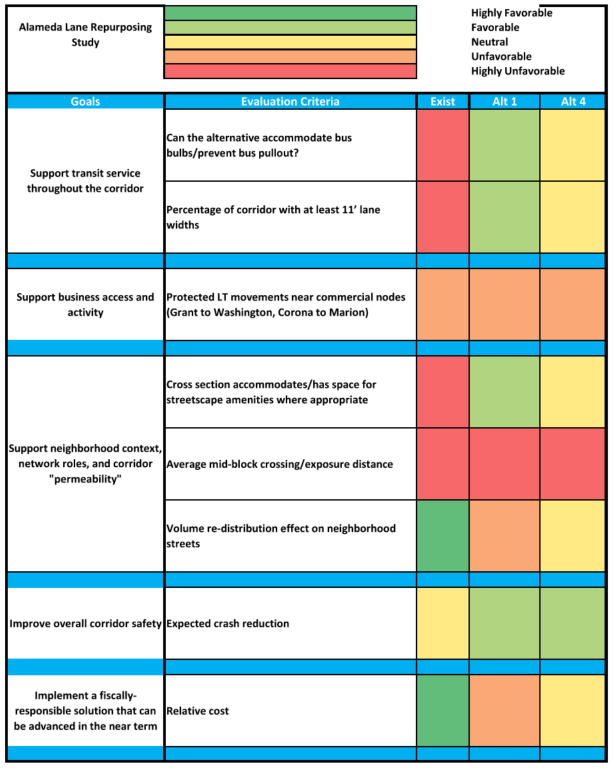 Alameda Lane Repurposing
Study
Highly Favorable
Favorable
Neutral
Unfavorable
Highly Unfavorable
Goals Evaluation Criteria Exist Alt 1 Alt 4
Support transit service
throughout the corridor
Can the alternative accommodate bus
bulbs/prevent bus pullout?
Percentage of corridor with at least 11’ lane
widths
Support business access and
activity
Protected LT movements near commercial nodes
(Grant to Washington, Corona to Marion)
Support neighborhood context,
network roles, and corridor
"permeability"
Cross section accommodates/has space for
streetscape amenities where appropriate
Average mid-block crossing/exposure distance
Volume re-distribution effect on neighborhood
streets
Improve overall corridor safety
Expected crash reduction
Implement a fiscally-
responsible solution that can
be advanced in the near term
Relative cost